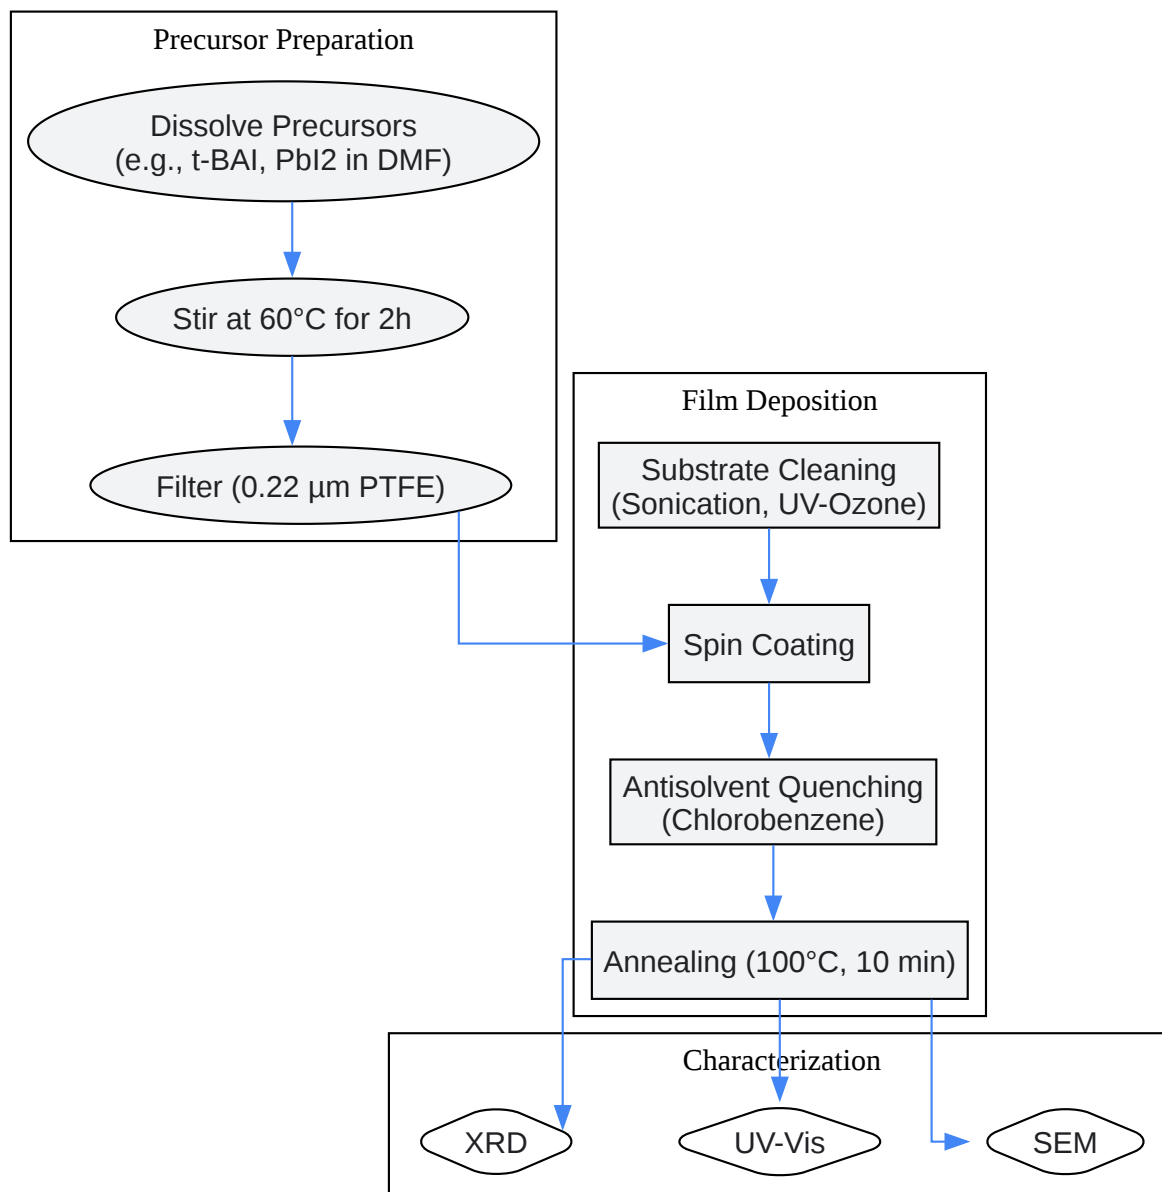 Precursor Preparation
Dissolve Precursors
(e.g., t-BAI, PbI2 in DMF)
Stir at 60°C for 2h
Filter (0.22 µm PTFE)
Film Deposition
Substrate Cleaning
(Sonication, UV-Ozone)
Spin Coating
Antisolvent Quenching
(Chlorobenzene)
Annealing (100°C, 10 min)
Characterization
XRD
UV-Vis
SEM